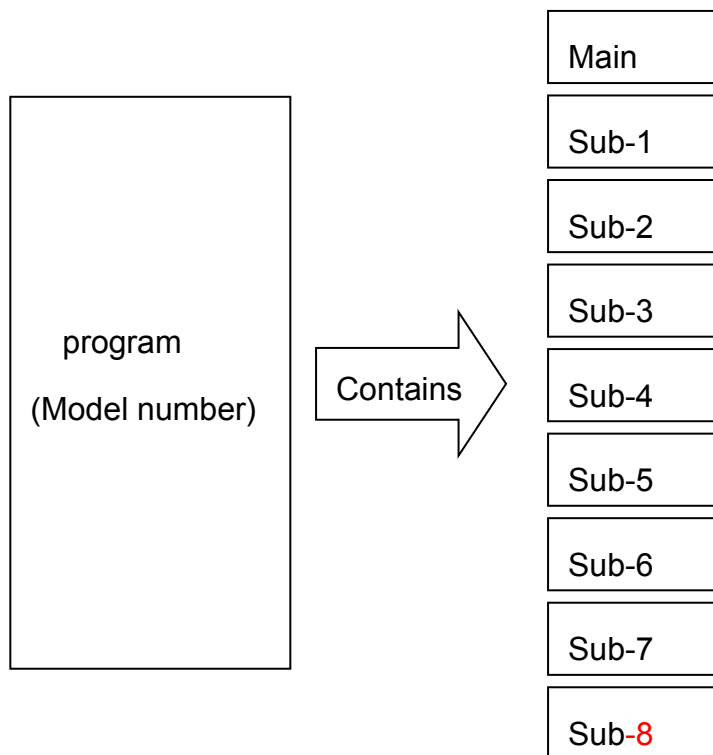 program
(Model number)
Contains
Main
Sub-1
Sub-2
Sub-3
Sub-4
Sub-5
Sub-6
Sub-7
Sub-8